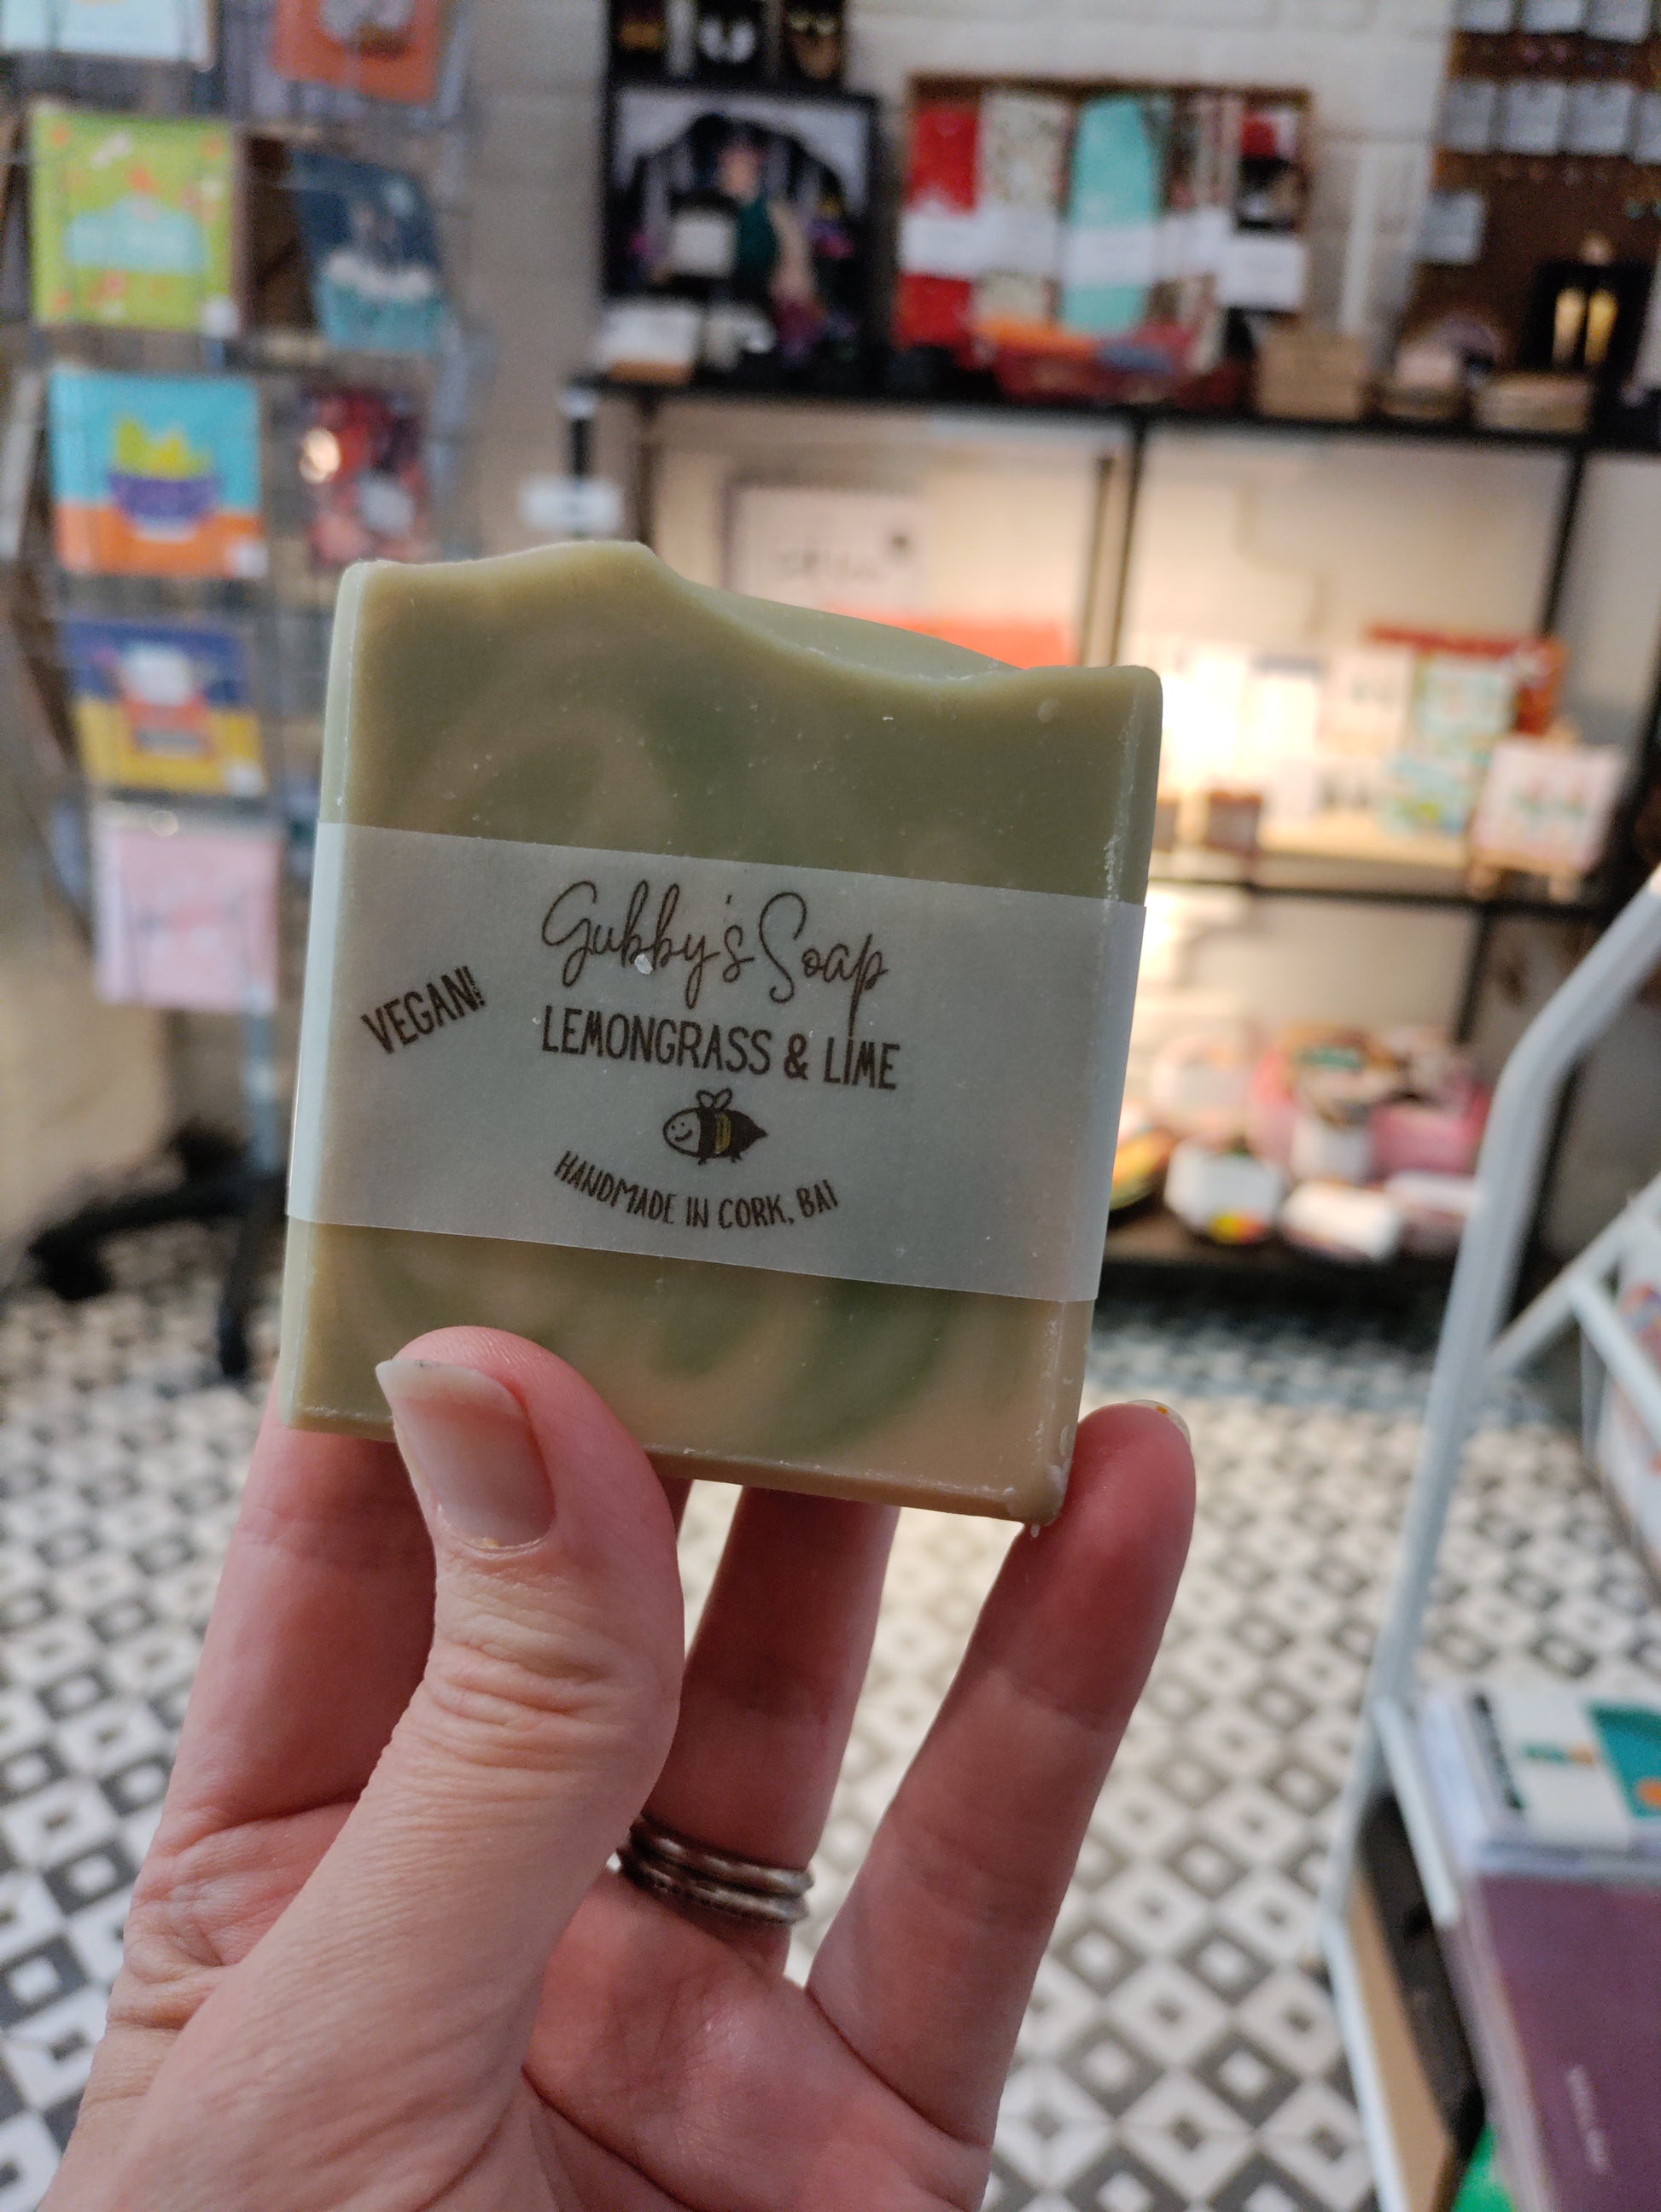 Gubby's Soap
VEGAN!
LEMONGRASS & LIME
HANDMADE IN CORK, BAI